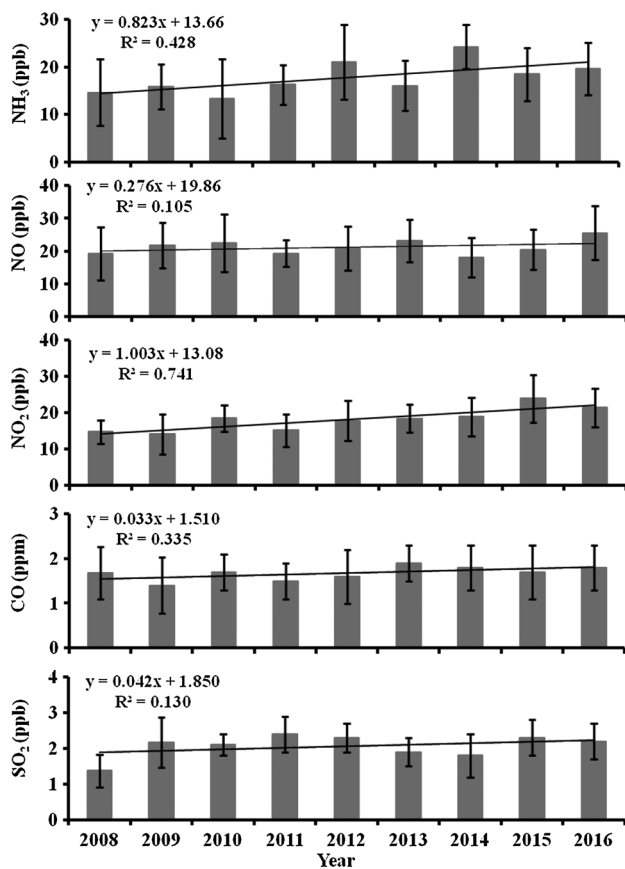 y = 0.823x + 13.66
R² = 0.428
NH₃ (ppb)
30
20
10
0
y = 0.276x + 19.86
R² = 0.105
NO (ppb)
40
30
20
10
0
y = 1.003x + 13.08
R² = 0.741
NO₂ (ppb)
40
30
20
10
0
y = 0.033x + 1.510
R² = 0.335
CO (ppm)
3
2
1
0
y = 0.042x + 1.850
R² = 0.130
SO₂ (ppb)
4
3
2
1
0
2008 2009 2010 2011 2012 2013 2014 2015 2016
Year